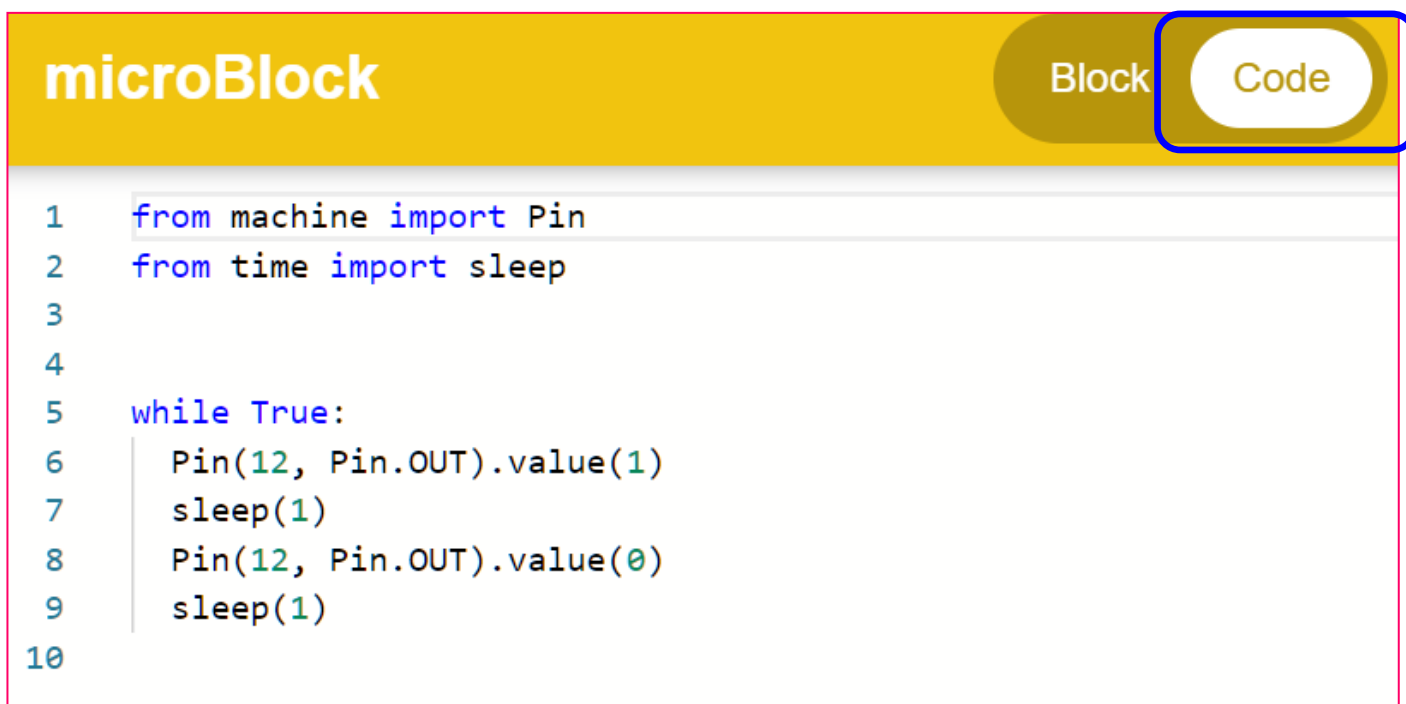 microBlock Block Code
1 from machine import Pin
2 from time import sleep
3
4
5 while True:
6   Pin(12, Pin.OUT).value(1)
7   sleep(1)
8   Pin(12, Pin.OUT).value(0)
9   sleep(1)
10